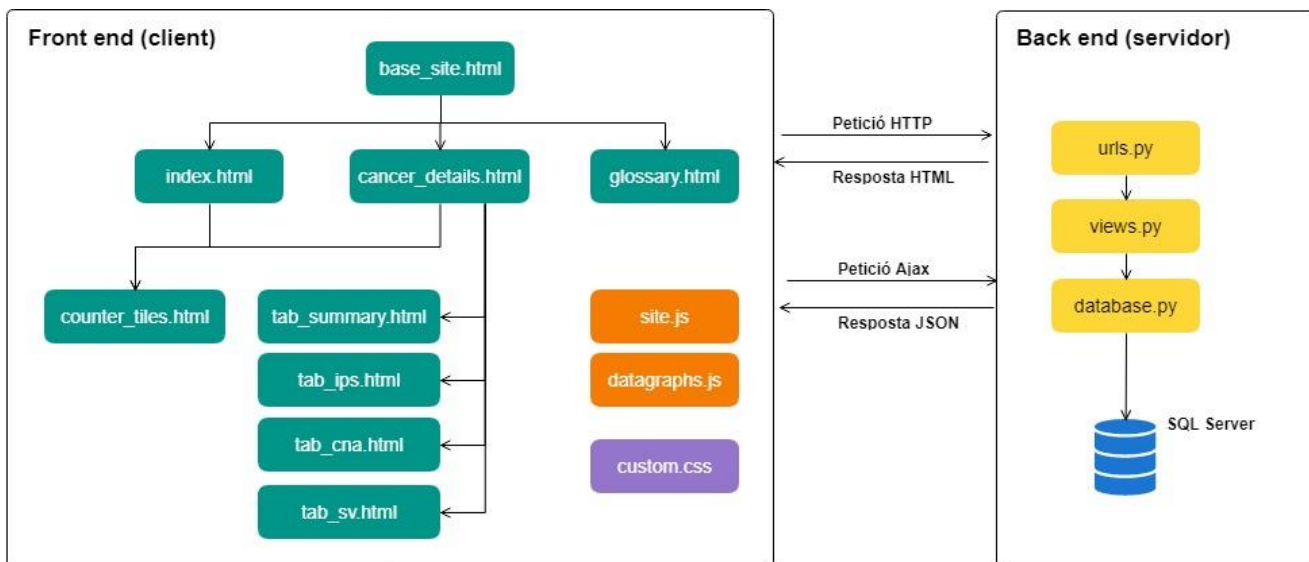 Front end (client)
base_site.html
index.html
cancer_details.html
glossary.html
counter_tiles.html
tab_summary.html
tab_ips.html
tab_cna.html
tab_sv.html
site.js
datagraphs.js
custom.css
Petició HTTP
Resposta HTML
Petició Ajax
Resposta JSON
Back end (servidor)
urls.py
views.py
database.py
SQL Server